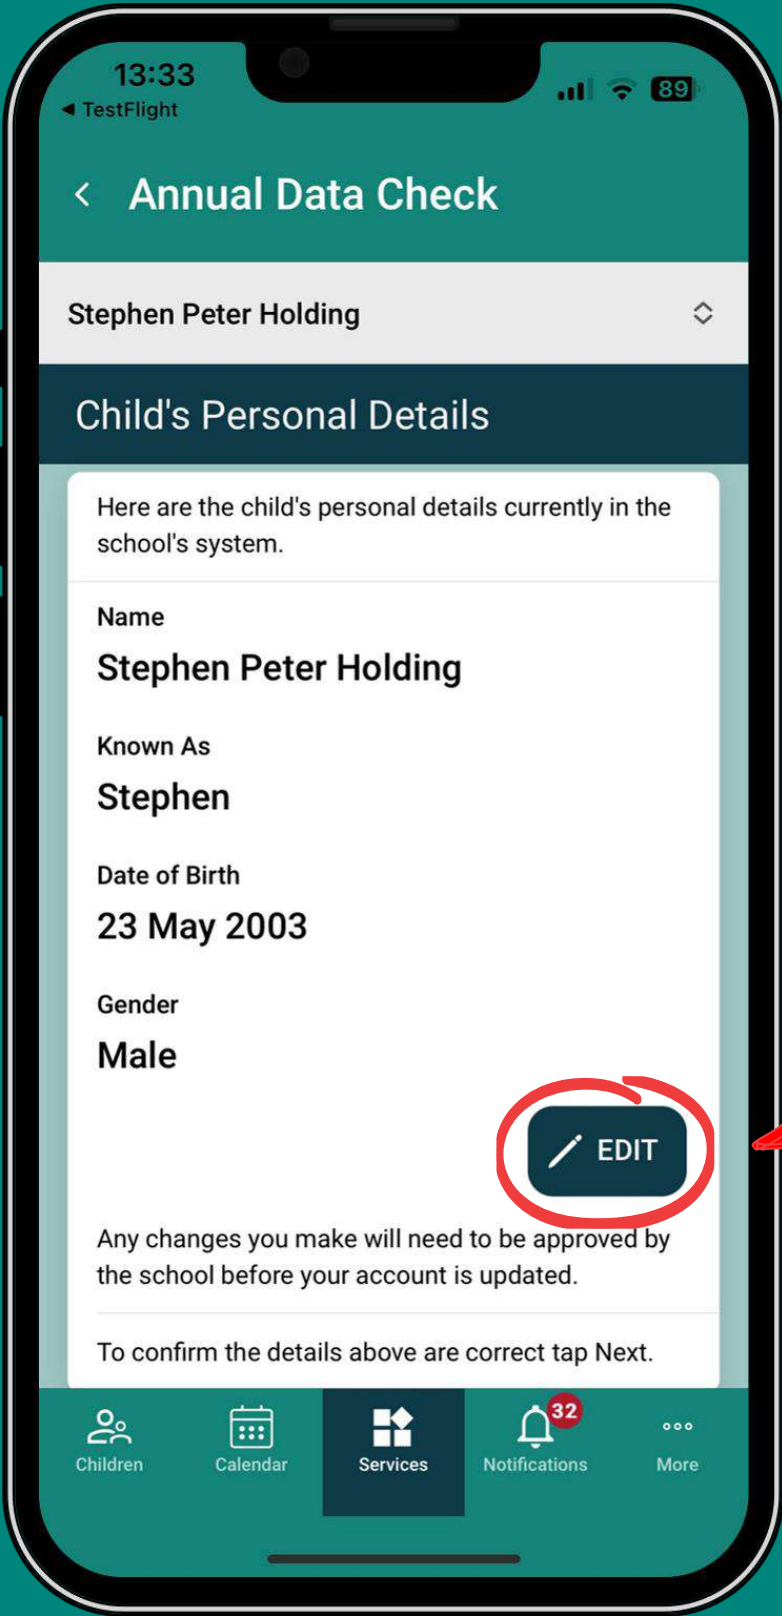 13:33
89
◀ TestFlight
Annual Data Check
Stephen Peter Holding
Child's Personal Details
Here are the child's personal details currently in the
school's system.
Name
Stephen Peter Holding
Known As
Stephen
Date of Birth
23 May 2003
Gender
Male
EDIT
Any changes you make will need to be approved by
the school before your account is updated.
To confirm the details above are correct tap Next.
32
Children
Calendar
Services
Notifications
More